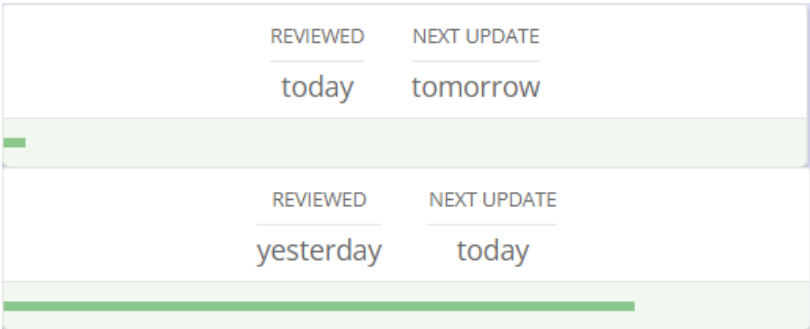 REVIEWED NEXT UPDATE
today tomorrow
REVIEWED NEXT UPDATE
yesterday today